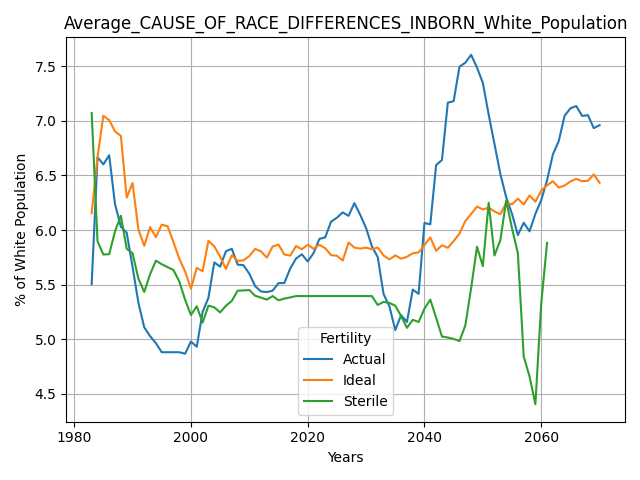 Average_CAUSE_OF_RACE_DIFFERENCES_INBORN_White_Population
% of White Population
7.5
7.0
6.5
6.0
5.5
5.0
4.5
Fertility
Actual
Ideal
Sterile
1980
2000
2020
2040
2060
Years